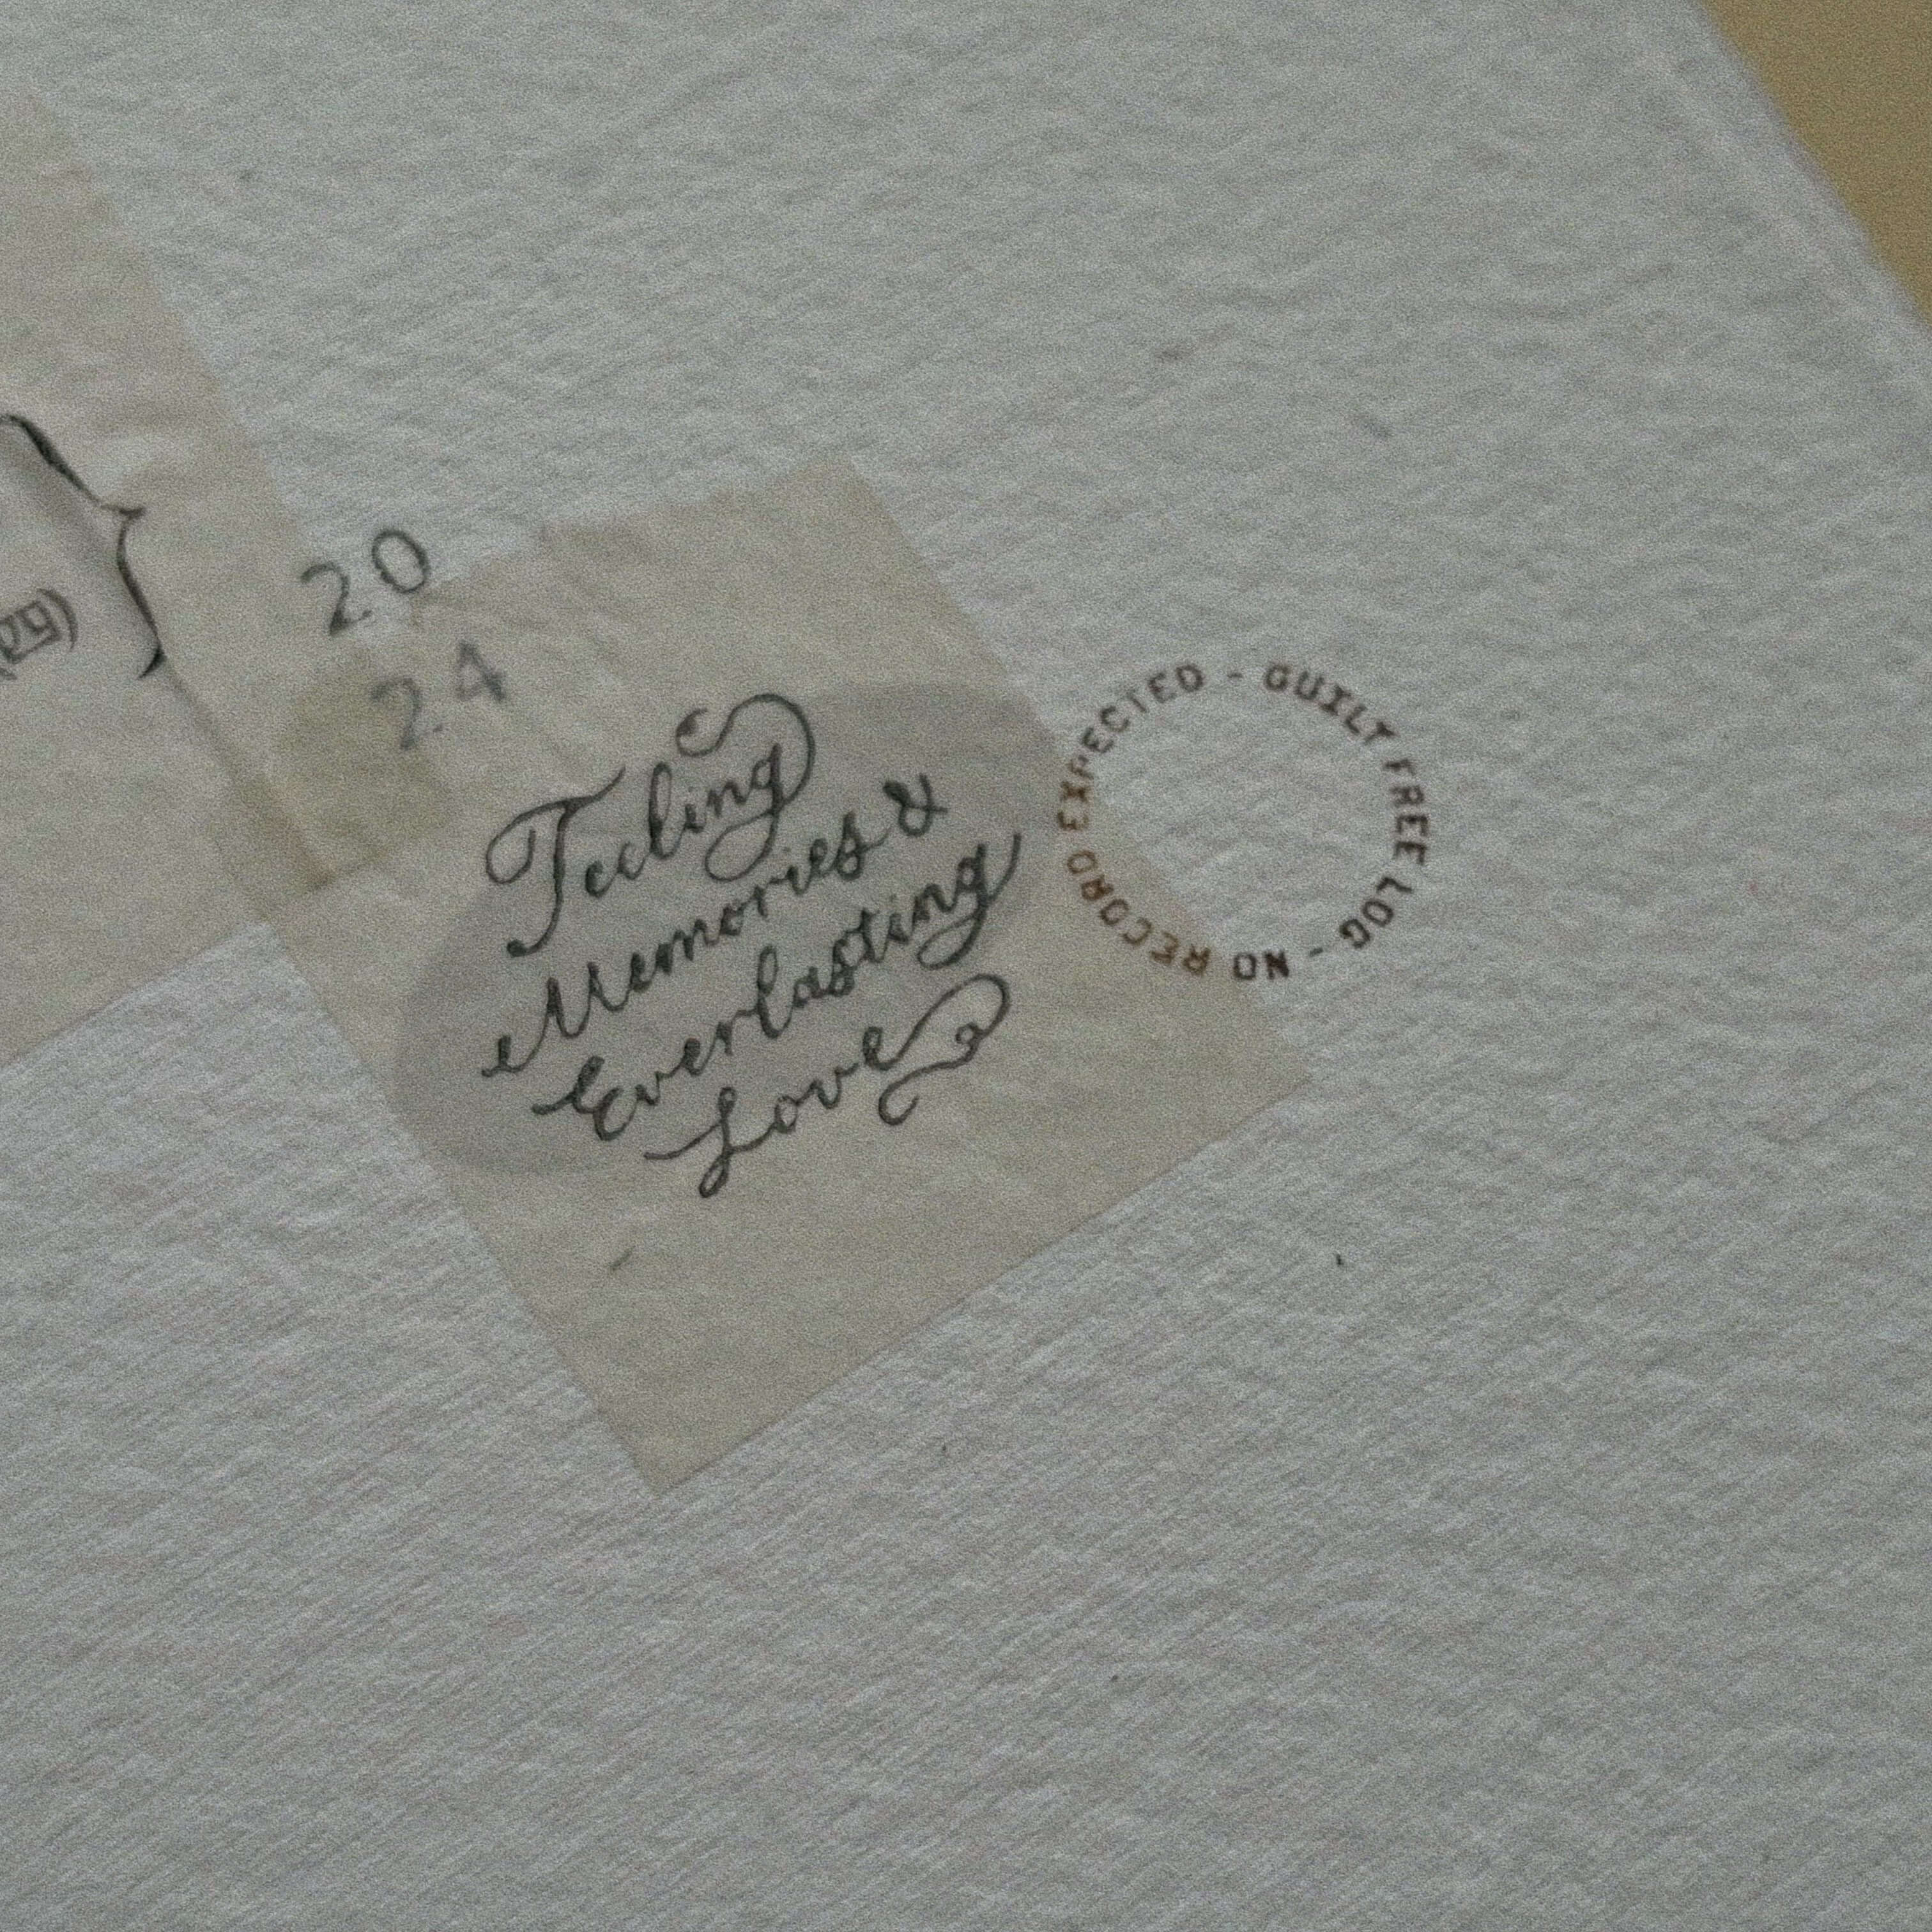 20
24
Feeling
Memories &
Everlasting
Love
GUILT FREE LOG - NO RECORD EXPECTED -